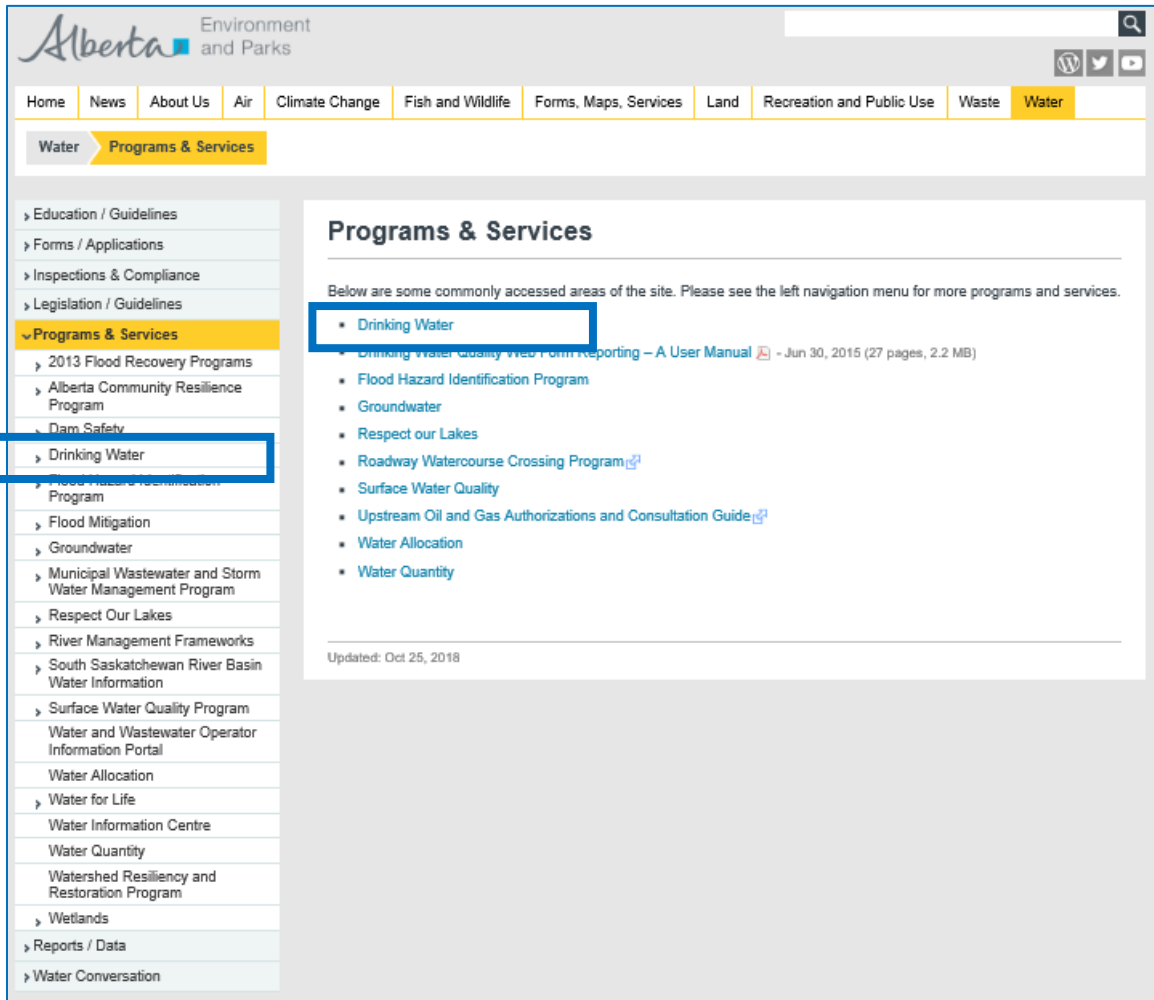 Alberta Environment
and Parks
Home News About Us Air Climate Change Fish and Wildlife Forms, Maps, Services Land Recreation and Public Use Waste Water
Water Programs & Services
Education / Guidelines
Forms / Applications
Inspections & Compliance
Legislation / Guidelines
Programs & Services
2013 Flood Recovery Programs
Alberta Community Resilience
Program
Dam Safety
Drinking Water
Flood Hazard Identification
Program
Flood Mitigation
Groundwater
Municipal Wastewater and Storm
Water Management Program
Respect Our Lakes
River Management Frameworks
South Saskatchewan River Basin
Water Information
Surface Water Quality Program
Water and Wastewater Operator
Information Portal
Water Allocation
Water for Life
Water Information Centre
Water Quantity
Watershed Resiliency and
Restoration Program
Wetlands
Reports / Data
Water Conversation
Programs & Services
Below are some commonly accessed areas of the site. Please see the left navigation menu for more programs and services.
Drinking Water
Drinking Water Quality Web Form Reporting – A User Manual - Jun 30, 2015 (27 pages, 2.2 MB)
Flood Hazard Identification Program
Groundwater
Respect our Lakes
Roadway Watercourse Crossing Program
Surface Water Quality
Upstream Oil and Gas Authorizations and Consultation Guide
Water Allocation
Water Quantity
Updated: Oct 25, 2018